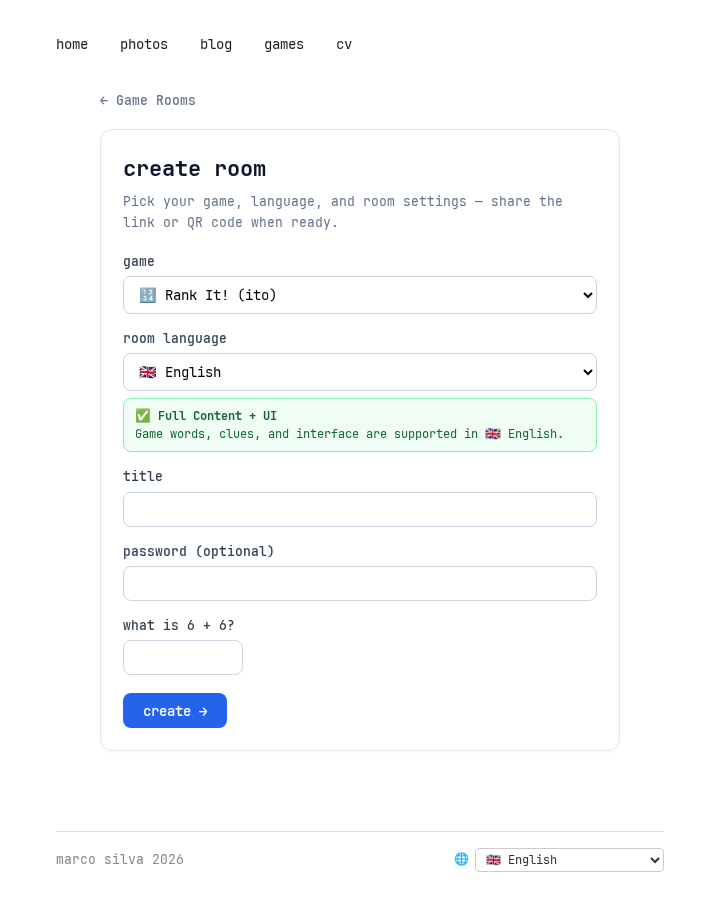 home photos blog games cv
← Game Rooms
create room
Pick your game, language, and room settings — share the
link or QR code when ready.
game
🔢 Rank It! (ito)
room language
🇬🇧 English
✅ Full Content + UI
Game words, clues, and interface are supported in 🇬🇧 English.
title
password (optional)
what is 6 + 6?
create →
marco silva 2026
🌐 🇬🇧 English